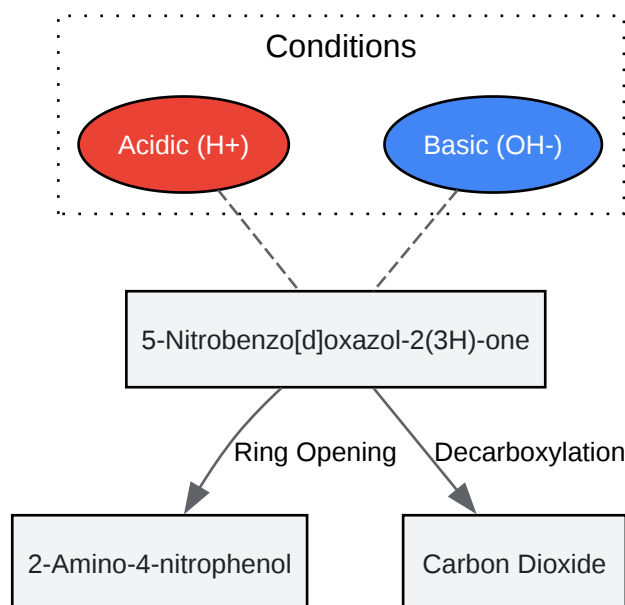 Conditions
Acidic (H+)
Basic (OH-)
5-Nitrobenzo[d]oxazol-2(3H)-one
Ring Opening
Decarboxylation
2-Amino-4-nitrophenol
Carbon Dioxide